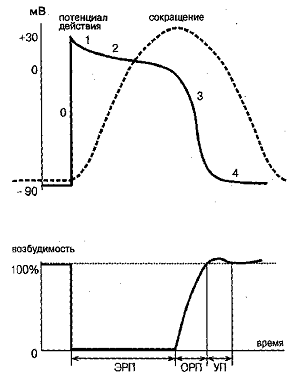 мВ
потенциал
действия
сокращение
+30
1
2
0
0
3
4
-90
возбудимость
100%
0
время
ЭРП
ОРП
УП